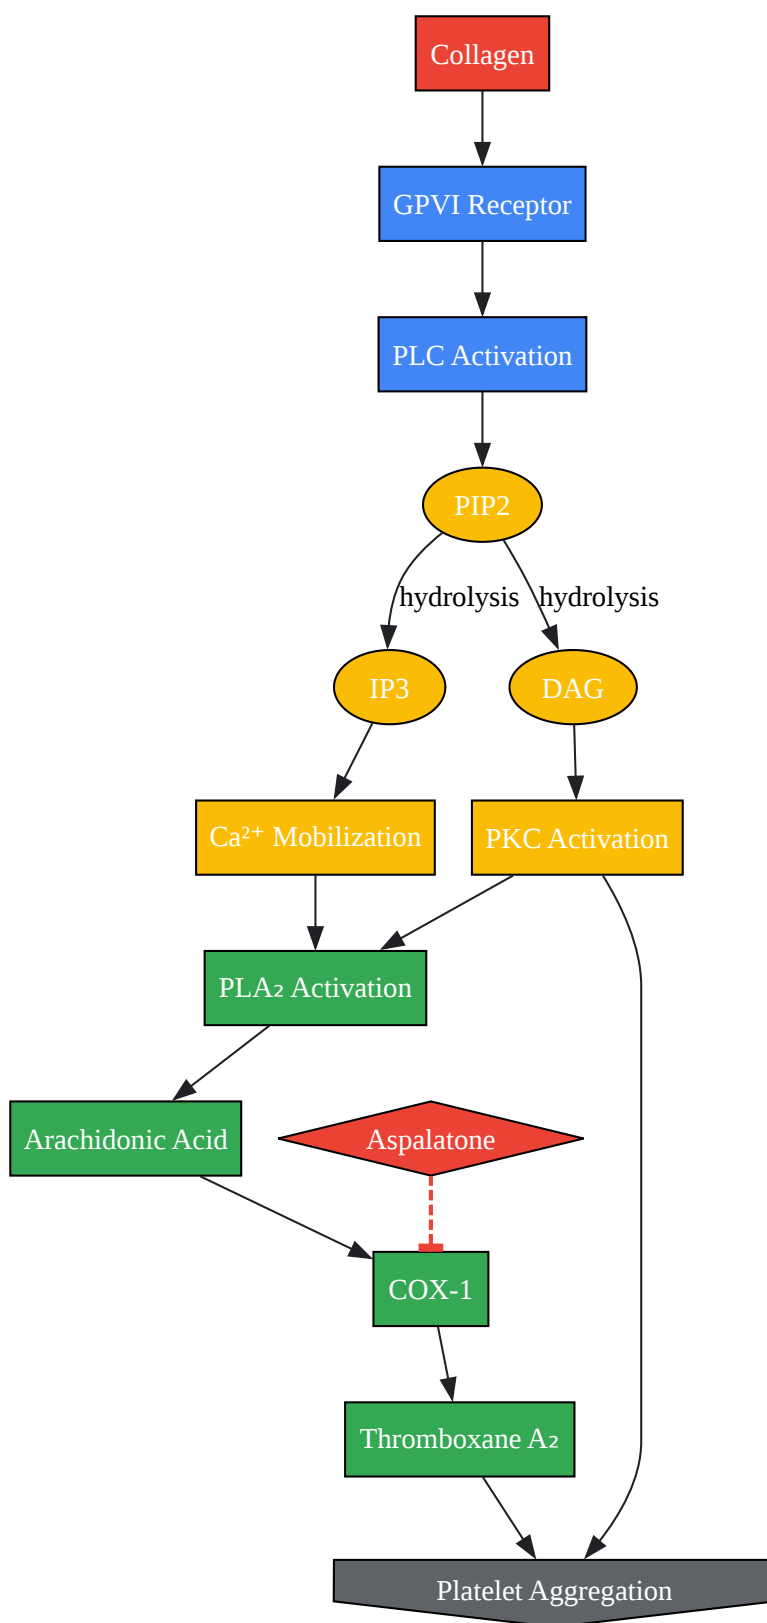 Collagen
GPVI Receptor
PLC Activation
PIP2
hydrolysis
hydrolysis
IP3
DAG
Ca²⁺ Mobilization
PKC Activation
PLA₂ Activation
Arachidonic Acid
Aspalatone
COX-1
Thromboxane A₂
Platelet Aggregation